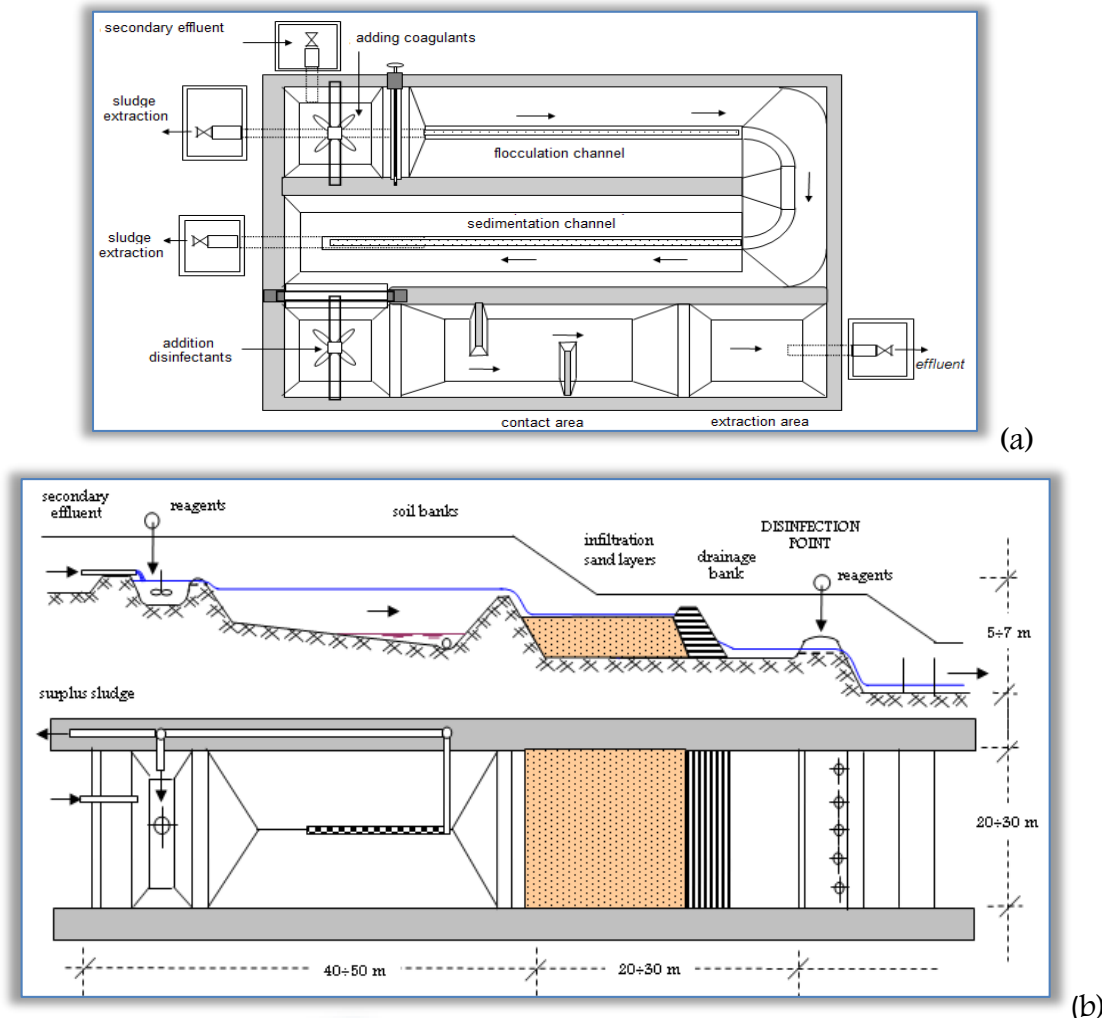 secondary effluent
adding coagulants
sludge
extraction
flocculation channel
sedimentation channel
sludge
extraction
addition
disinfectants
effluent
contact area
extraction area
(a)
secondary
effluent
reagents
soil banks
infiltration
sand layers
drainage
bank
DISINFECTION
POINT
reagents
5÷7 m
surplus sludge
20÷30 m
40÷50 m
20÷30 m
(b)